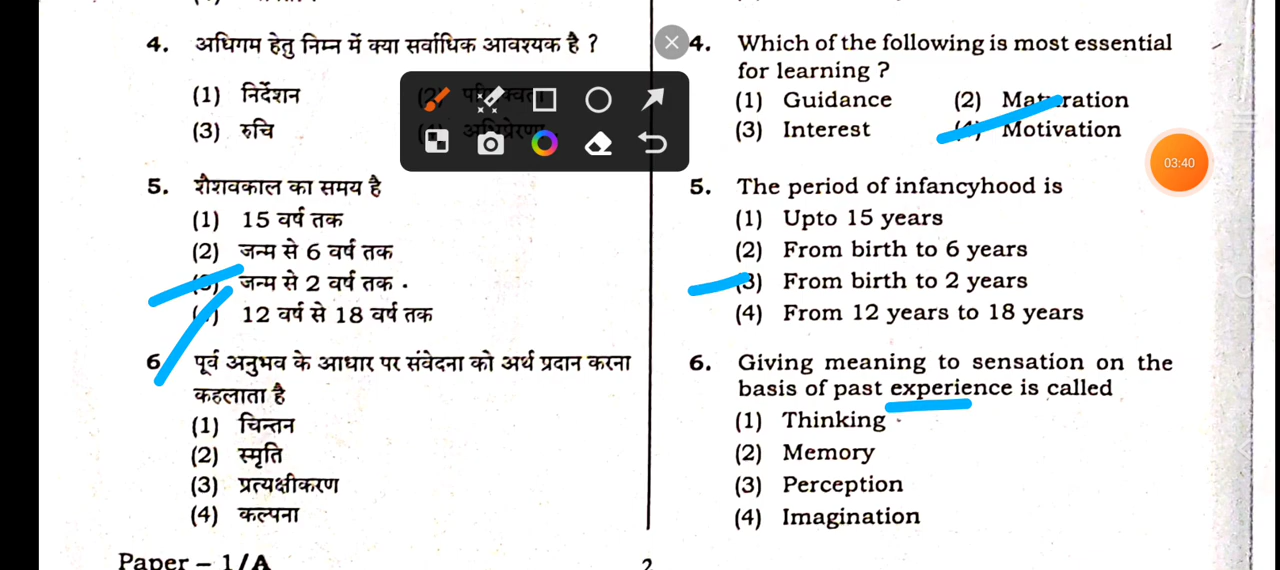 4. अधिगम हेतु निम्न में क्या सर्वाधिक आवश्यक है ?
(1) निर्देशन
(3) रुचि
5. शैशवकाल का समय है
(1) 15 वर्ष तक
(2) जन्म से 6 वर्ष तक
जन्म से 2 वर्ष तक
12 वर्ष से 18 वर्ष तक
6 पूर्व अनुभव के आधार पर संवेदना को अर्थ प्रदान करना
कहलाता है
(1) चिन्तन
(2) स्मृति
(3) प्रत्यक्षीकरण
(4) कल्पना
Paper – 1/A
2
4. Which of the following is most essential
for learning ?
(1) Guidance (2) Maturation
(3) Interest (4) Motivation
5. The period of infancyhood is
(1) Upto 15 years
(2) From birth to 6 years
(3) From birth to 2 years
(4) From 12 years to 18 years
6. Giving meaning to sensation on the
basis of past experience is called
(1) Thinking
(2) Memory
(3) Perception
(4) Imagination
03:40